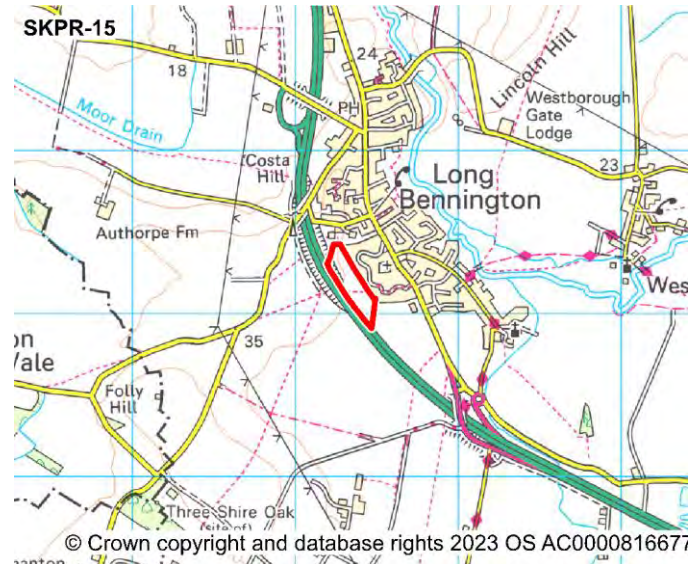 SKPR-15
24
18
Lincoln Hill
PH
Westborough
Gate
Lodge
Moor Drain
Costa
Hill
23
Long
Bennington
Authorpe Fm
Wes
on
Vale
35
Folly
Hill
Three Shire Oak
(site of)
© Crown copyright and database rights 2023 OS AC0000816677